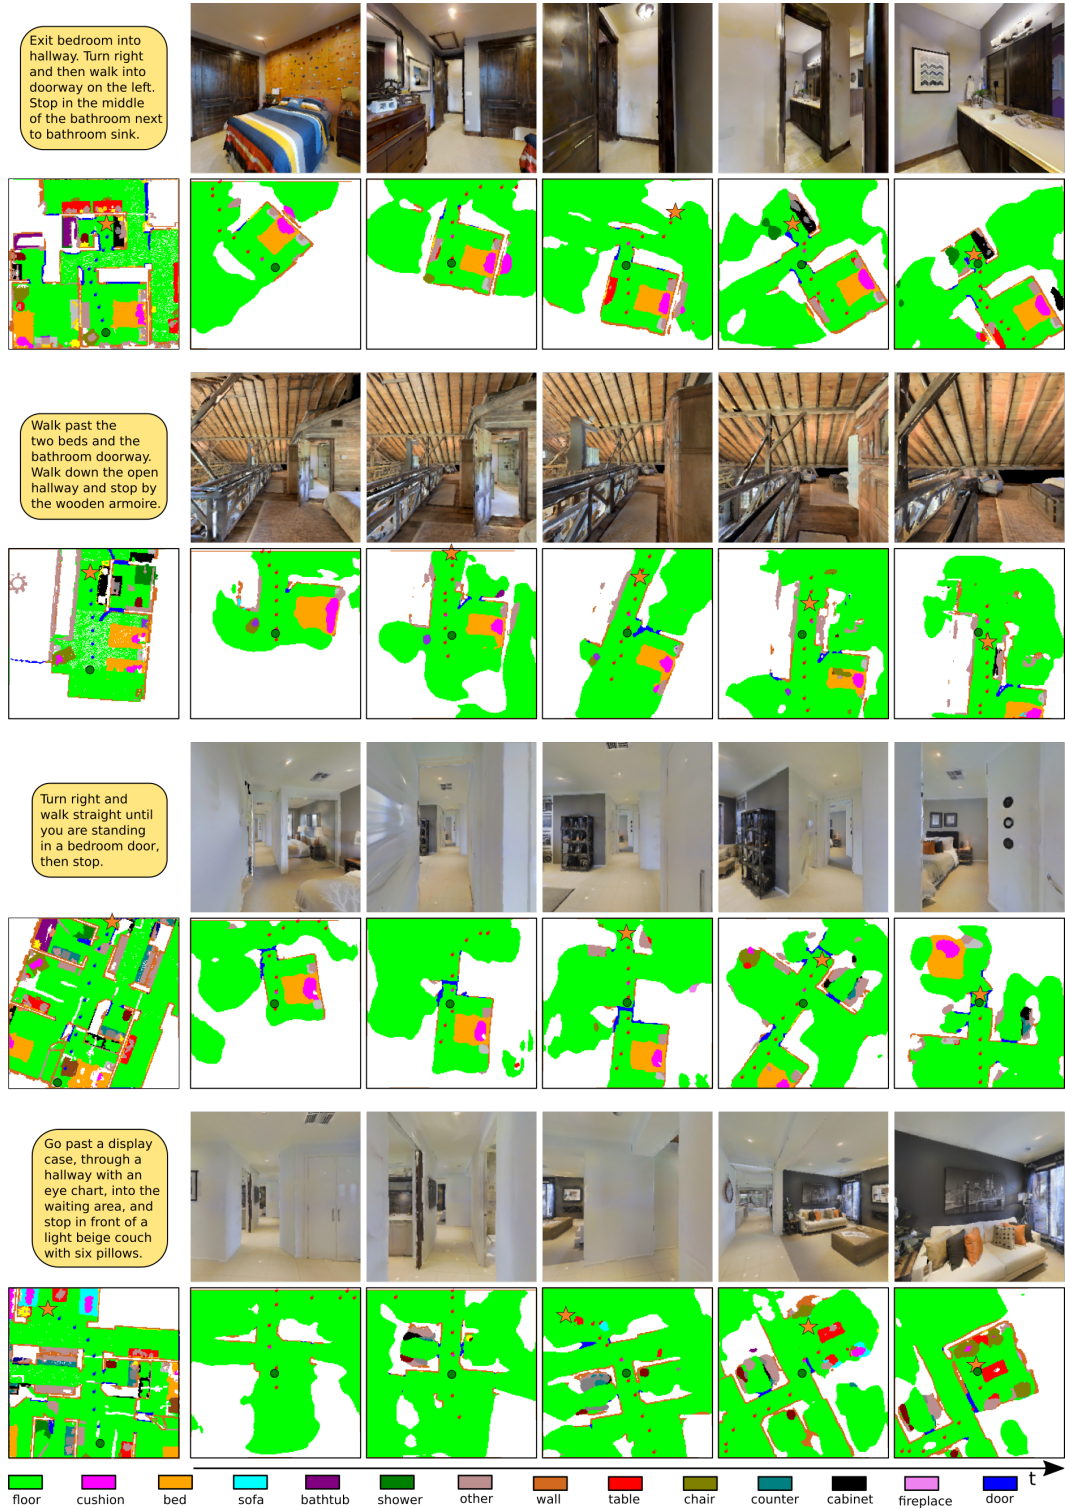 Exit bedroom into
hallway. Turn right
and then walk into
doorway on the left.
Stop in the middle
of the bathroom next
to bathroom sink.
Walk past the
two beds and the
bathroom doorway.
Walk down the open
hallway and stop by
the wooden armoire.
Turn right and
walk straight until
you are standing
in a bedroom door,
then stop.
Go past a display
case, through a
hallway with an
eye chart, into the
waiting area, and
stop in front of a
light beige couch
with six pillows.
t
floor cushion bed sofa bathtub shower other wall table chair counter cabinet fireplace door